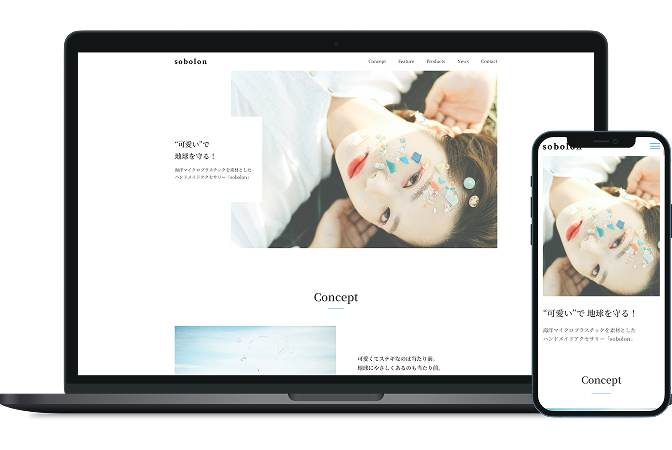 sobolon
Concept Feature Products News Contact
“可愛い”で
地球を守る！
海洋マイクロプラスチックを素材とした
ハンドメイドアクセサリー「sobolon」
Concept
可愛くてステキなのは当たり前。
地球にやさしくあるのも当たり前。
sobolon
“可愛い”で 地球を守る！
海洋マイクロプラスチックを素材とした
ハンドメイドアクセサリー「sobolon」
Concept